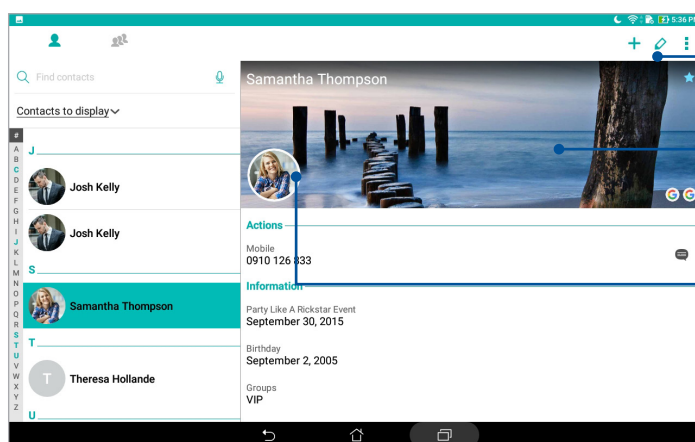 5:36 PM
Find contacts
Contacts to display
#
A
B
C
D
E
F
G
H
I
J
K
L
M
N
O
P
Q
R
S
T
U
V
W
X
Y
Z
J
Josh Kelly
Josh Kelly
S
Samantha Thompson
T
T
Theresa Hollande
U
Samantha Thompson
G G
Actions
Mobile
0910 126 833
Information
Party Like A Rickstar Event
September 30, 2015
Birthday
September 2, 2005
Groups
VIP